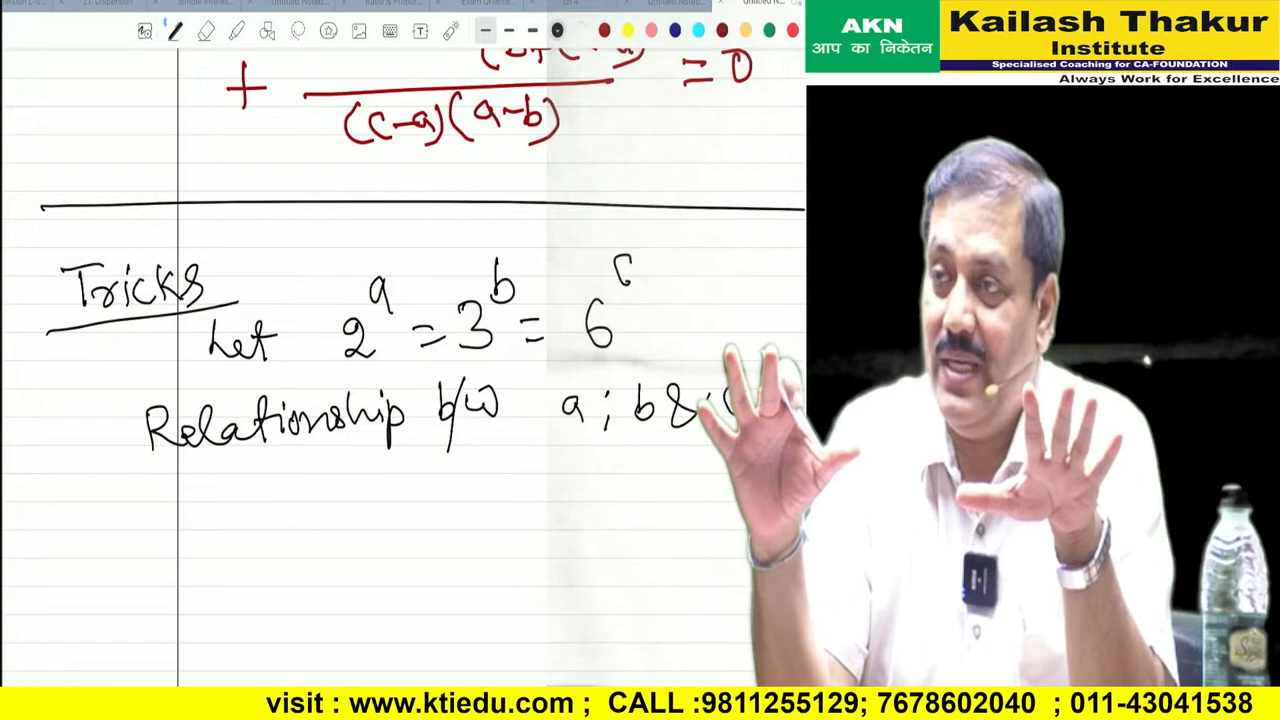 AKN
आप का निकेतन
Kailash Thakur
Institute
Specialised Coaching for CA-FOUNDATION
Always Work for Excellence
+ = 0
(c-a)(a-b)
Tricks
Let 2^a = 3^b = 6^c
Relationship b/w a ; b &
visit : www.ktiedu.com ; CALL :9811255129; 7678602040 ; 011-43041538